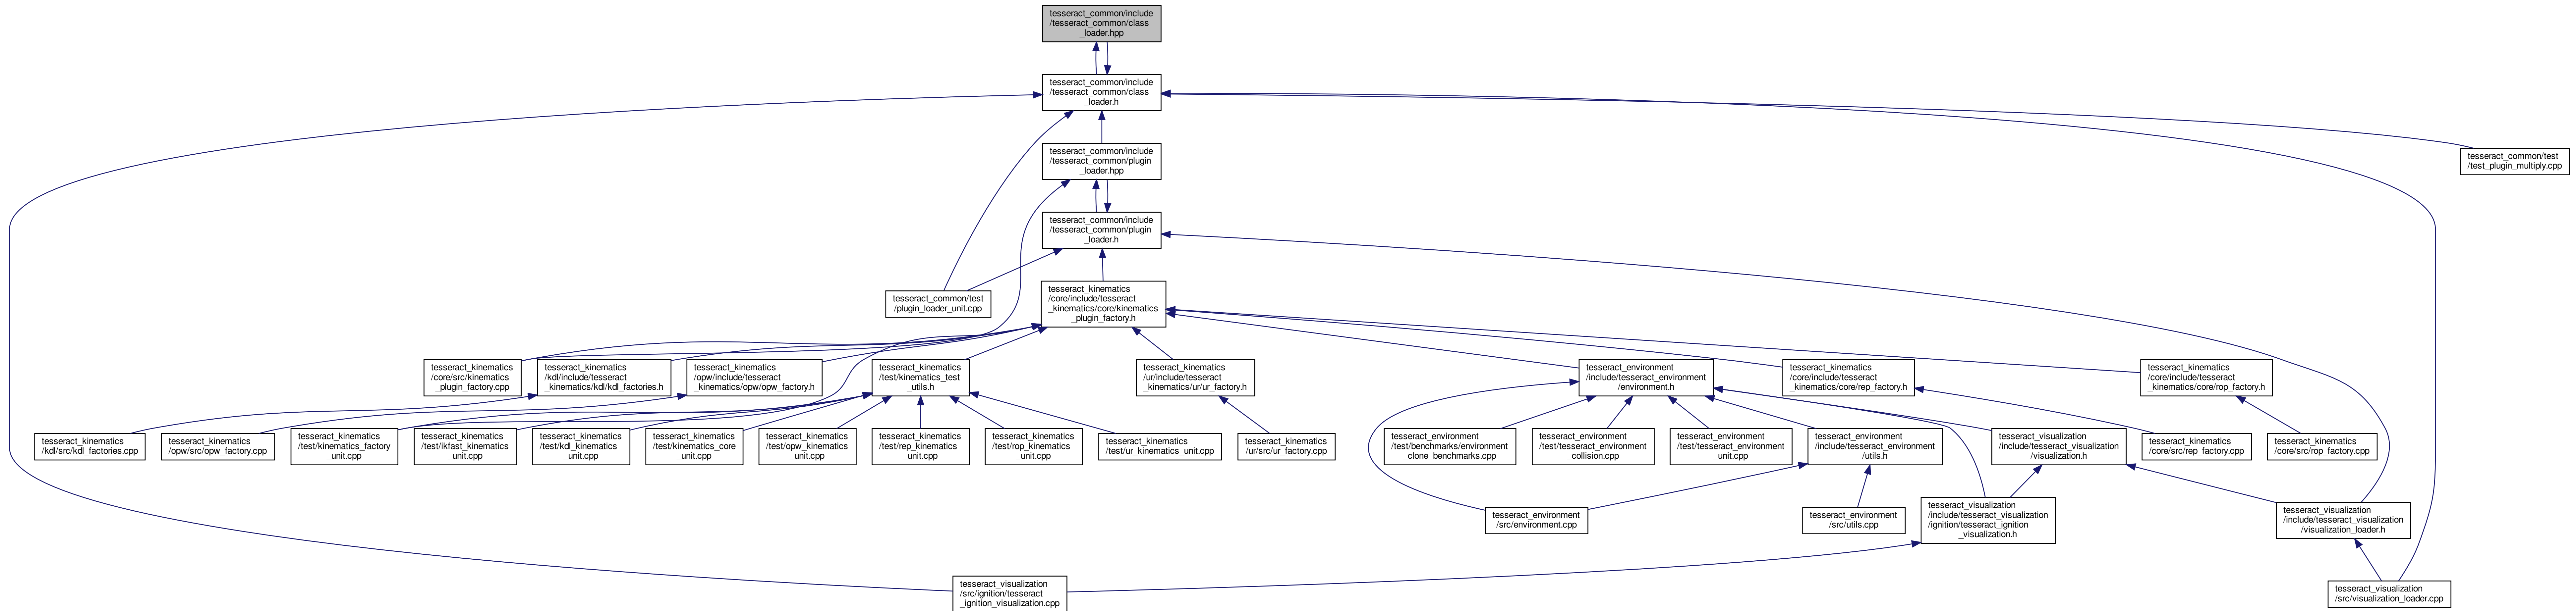 tesseract_common/include
/tesseract_common/class
_loader.hpp
tesseract_common/include
/tesseract_common/class
_loader.h
tesseract_common/include
/tesseract_common/plugin
_loader.hpp
tesseract_common/test
/test_plugin_multiply.cpp
tesseract_common/include
/tesseract_common/plugin
_loader.h
tesseract_common/test
/plugin_loader_unit.cpp
tesseract_kinematics
/core/include/tesseract
_kinematics/core/kinematics
_plugin_factory.h
tesseract_kinematics
/core/src/kinematics
_plugin_factory.cpp
tesseract_kinematics
/kdl/include/tesseract
_kinematics/kdl/kdl_factories.h
tesseract_kinematics
/opw/include/tesseract
_kinematics/opw/opw_factory.h
tesseract_kinematics
/test/kinematics_test
_utils.h
tesseract_kinematics
/ur/include/tesseract
_kinematics/ur/ur_factory.h
tesseract_environment
/include/tesseract_environment
/environment.h
tesseract_kinematics
/core/include/tesseract
_kinematics/core/rep_factory.h
tesseract_kinematics
/core/include/tesseract
_kinematics/core/rop_factory.h
tesseract_kinematics
/kdl/src/kdl_factories.cpp
tesseract_kinematics
/opw/src/opw_factory.cpp
tesseract_kinematics
/test/kinematics_factory
_unit.cpp
tesseract_kinematics
/test/ikfast_kinematics
_unit.cpp
tesseract_kinematics
/test/kdl_kinematics
_unit.cpp
tesseract_kinematics
/test/kinematics_core
_unit.cpp
tesseract_kinematics
/test/opw_kinematics
_unit.cpp
tesseract_kinematics
/test/rep_kinematics
_unit.cpp
tesseract_kinematics
/test/rop_kinematics
_unit.cpp
tesseract_kinematics
/test/ur_kinematics_unit.cpp
tesseract_kinematics
/ur/src/ur_factory.cpp
tesseract_environment
/test/benchmarks/environment
_clone_benchmarks.cpp
tesseract_environment
/test/tesseract_environment
_collision.cpp
tesseract_environment
/test/tesseract_environment
_unit.cpp
tesseract_environment
/include/tesseract_environment
/utils.h
tesseract_visualization
/include/tesseract_visualization
/visualization.h
tesseract_kinematics
/core/src/rep_factory.cpp
tesseract_kinematics
/core/src/rop_factory.cpp
tesseract_environment
/src/environment.cpp
tesseract_environment
/src/utils.cpp
tesseract_visualization
/include/tesseract_visualization
/ignition/tesseract_ignition
_visualization.h
tesseract_visualization
/include/tesseract_visualization
/visualization_loader.h
tesseract_visualization
/src/ignition/tesseract
_ignition_visualization.cpp
tesseract_visualization
/src/visualization_loader.cpp